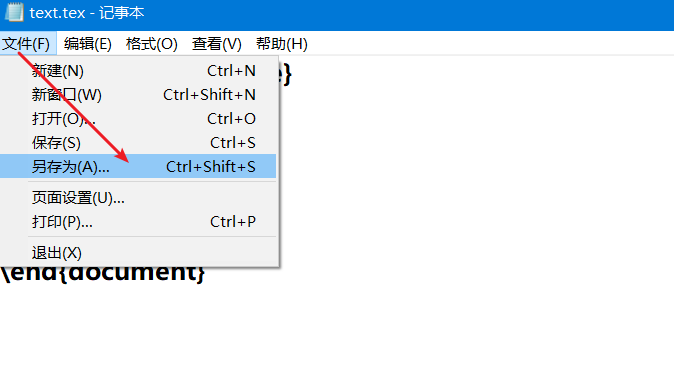 text.tex - 记事本
文件(F) 编辑(E) 格式(O) 查看(V) 帮助(H)
新建(N) Ctrl+N
新窗口(W) Ctrl+Shift+N
打开(O)... Ctrl+O
保存(S) Ctrl+S
另存为(A)... Ctrl+Shift+S
页面设置(U)...
打印(P)... Ctrl+P
退出(X)
\end{document}